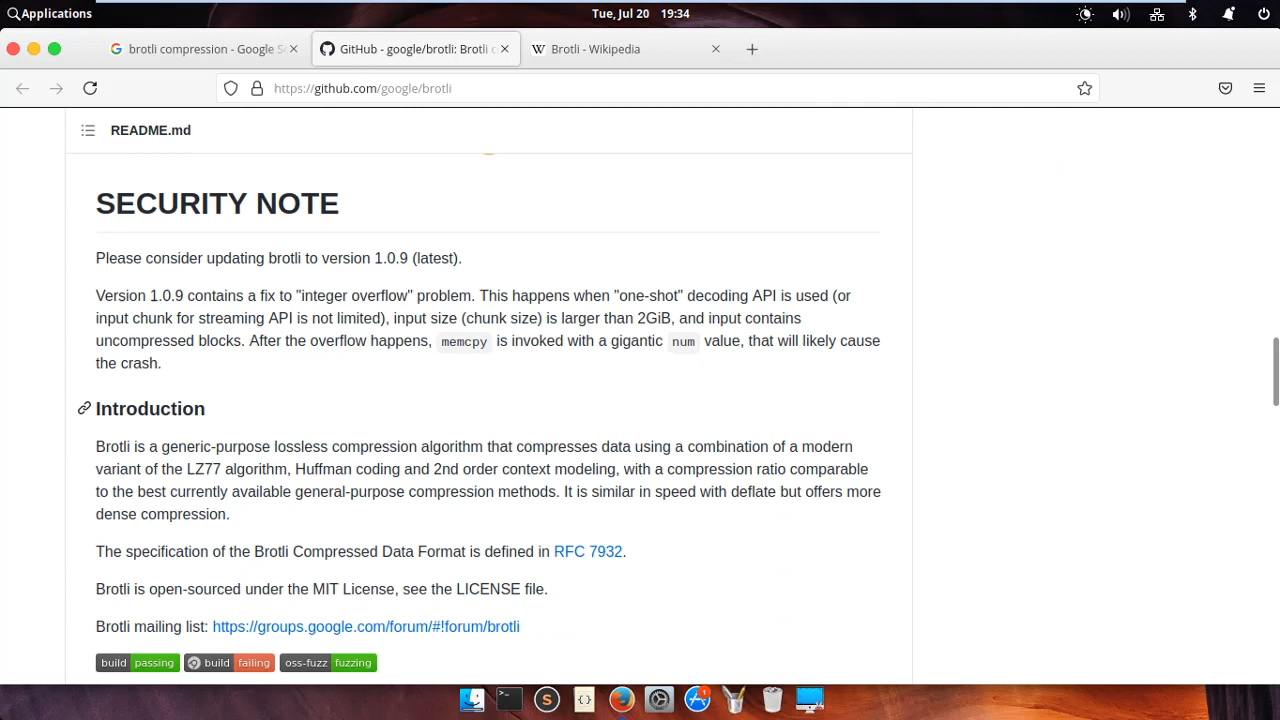 Applications
Tue, Jul 20 19:34
brotli compression - Google S
GitHub - google/brotli: Brotli c
Brotli - Wikipedia
https://github.com/google/brotli
README.md
SECURITY NOTE
Please consider updating brotli to version 1.0.9 (latest).
Version 1.0.9 contains a fix to "integer overflow" problem. This happens when "one-shot" decoding API is used (or
input chunk for streaming API is not limited), input size (chunk size) is larger than 2GiB, and input contains
uncompressed blocks. After the overflow happens, memcpy is invoked with a gigantic num value, that will likely cause
the crash.
Introduction
Brotli is a generic-purpose lossless compression algorithm that compresses data using a combination of a modern
variant of the LZ77 algorithm, Huffman coding and 2nd order context modeling, with a compression ratio comparable
to the best currently available general-purpose compression methods. It is similar in speed with deflate but offers more
dense compression.
The specification of the Brotli Compressed Data Format is defined in RFC 7932.
Brotli is open-sourced under the MIT License, see the LICENSE file.
Brotli mailing list: https://groups.google.com/forum/#!forum/brotli
build passing build failing oss-fuzz fuzzing